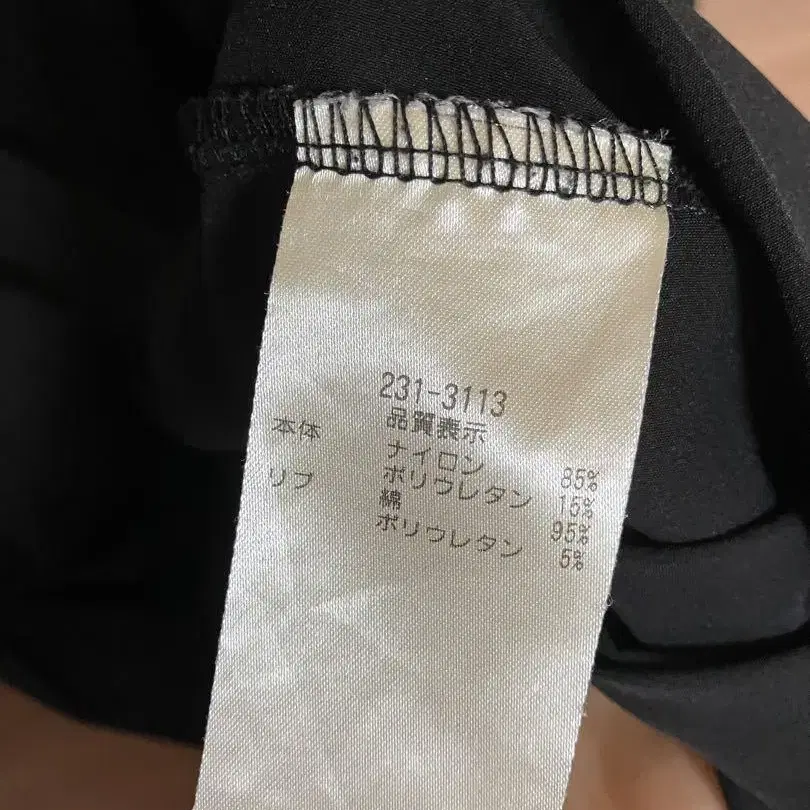 231-3113
品質表示
本体 ナイロン 85%
ポリウレタン 15%
リブ 綿 95%
ポリウレタン 5%